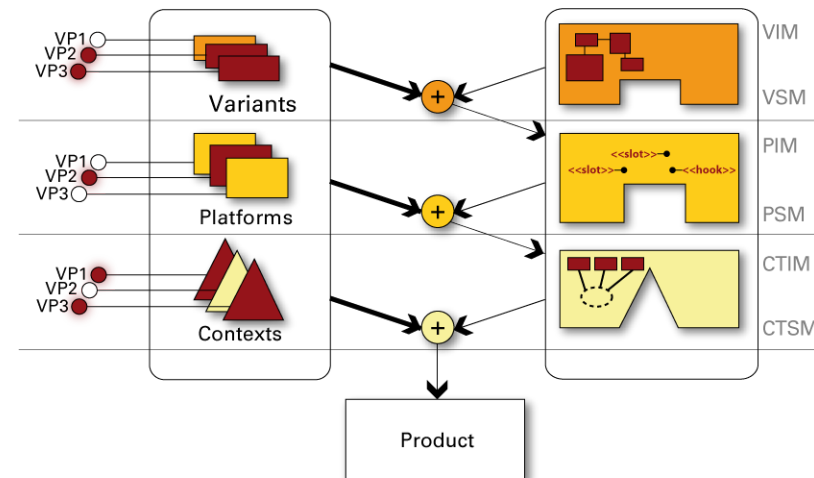 VP1
VP2
VP3
Variants
+
VIM
VSM
VP1
VP2
VP3
Platforms
+
<<slot>>
<<slot>>
<<hook>>
PIM
PSM
VP1
VP2
VP3
Contexts
+
CTIM
CTSM
Product